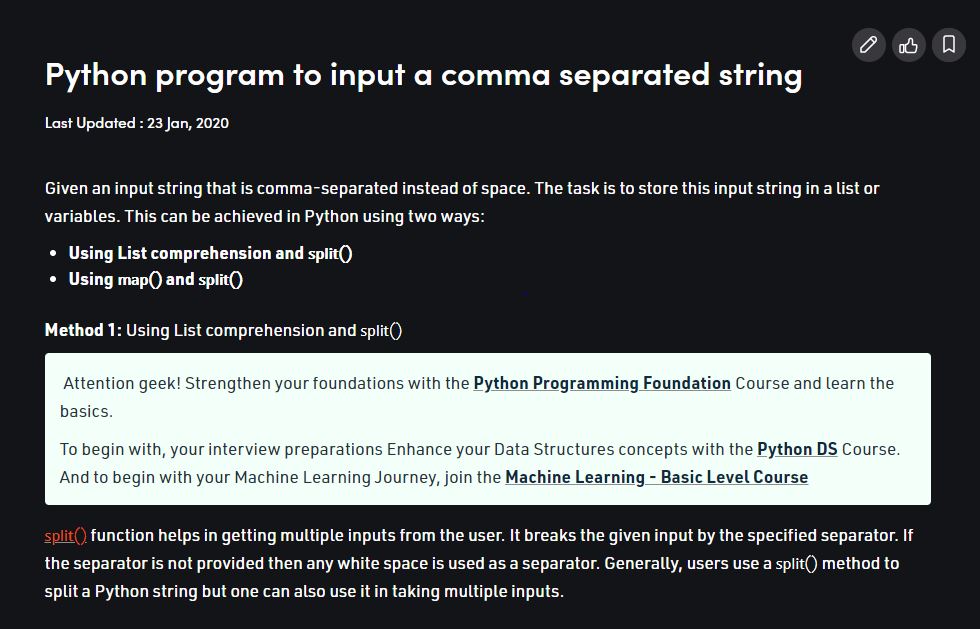 Python program to input a comma separated string
Last Updated : 23 Jan, 2020
Given an input string that is comma-separated instead of space. The task is to store this input string in a list or
variables. This can be achieved in Python using two ways:
Using List comprehension and split()
Using map() and split()
Method 1: Using List comprehension and split()
Attention geek! Strengthen your foundations with the Python Programming Foundation Course and learn the
basics.
To begin with, your interview preparations Enhance your Data Structures concepts with the Python DS Course.
And to begin with your Machine Learning Journey, join the Machine Learning - Basic Level Course
split() function helps in getting multiple inputs from the user. It breaks the given input by the specified separator. If
the separator is not provided then any white space is used as a separator. Generally, users use a split() method to
split a Python string but one can also use it in taking multiple inputs.